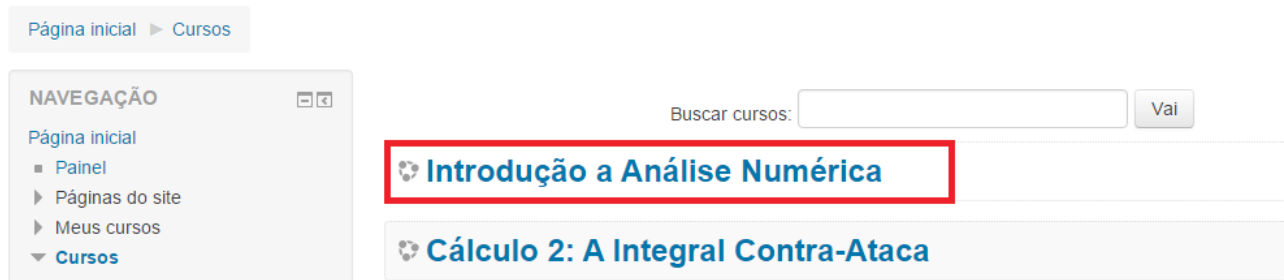 Página inicial ▶ Cursos
NAVEGAÇÃO
Página inicial
Painel
Páginas do site
Meus cursos
Cursos
Buscar cursos:
Vai
Introdução a Análise Numérica
Cálculo 2: A Integral Contra-Ataca